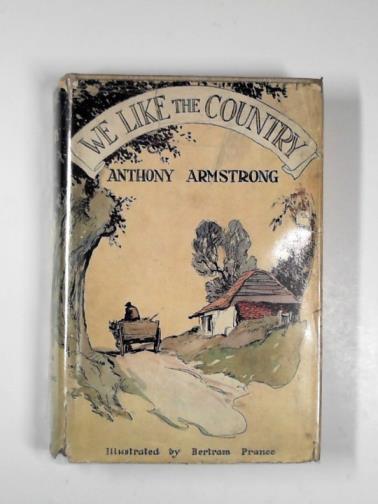 WE LIKE THE COUNTRY
ANTHONY ARMSTRONG
Illustrated by Bertram Prance